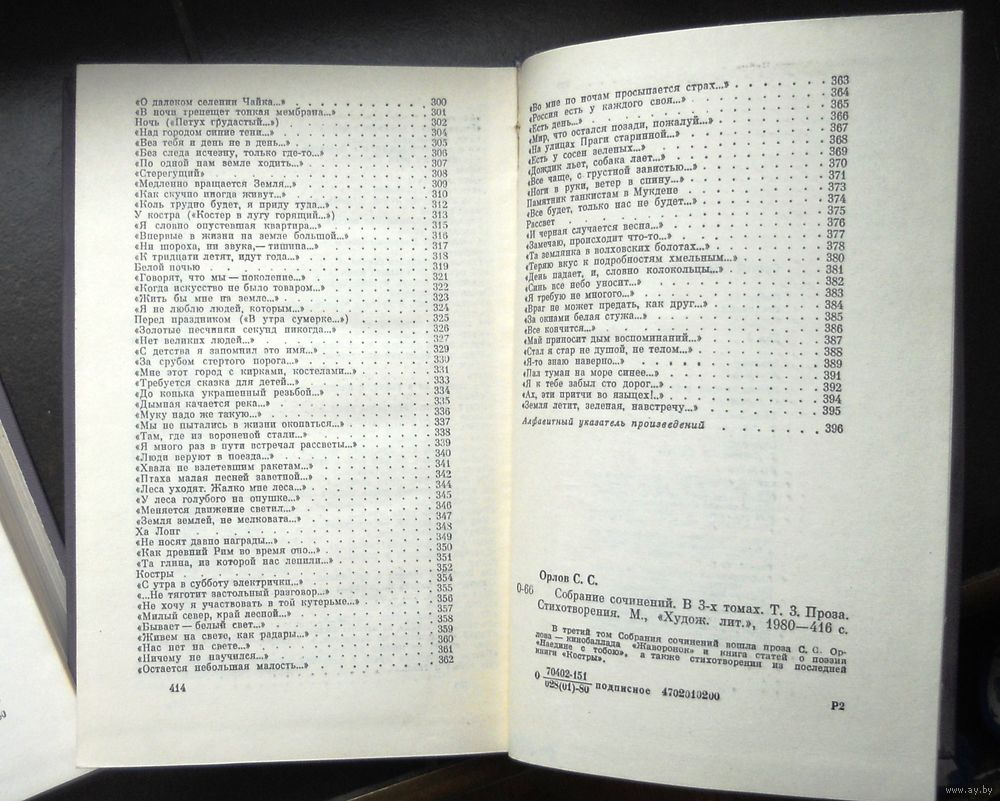 «О далеком селении Чайка...» 300
«В ночи трепещет тонкая мембрана...» 301
Ночь («Петух грудастый...») 302
«Над городом синие тени...» 304
«Без тебя и день не в день...» 305
«Без следа исчезну, только где-то...» 306
«По одной нам земле ходить...» 307
«Стерегущий» 308
«Медленно вращается Земля...» 309
«Как скучно иногда живут...» 310
«Коль трудно будет, я приду туда...» 312
У костра («Костер в лугу горящий...») 313
«Я словно опустевшая квартира...» 315
«Впервые в жизни на земле большой...» 316
«Ни шороха, ни звука,— тишина...» 317
«К тридцати летят, идут года...» 318
Белой ночью 319
«Говорят, что мы — поколение...» 321
«Когда искусство не было товаром...» 322
«Жить бы мне на земле...» 323
«Я не люблю людей, которым...» 324
Перед праздником («В утра сумерке...») 325
«Золотые песчинки секунд никогда...» 326
«Нет великих людей...» 327
«С детства я запомнил это имя...» 329
«За срубом стертого порога...» 330
«Мне этот город с кирками, костелами...» 331
«Требуется сказка для детей...» 333
«До конька украшенный резьбой...» 334
«Дымная качается река...» 335
«Муку надо же такую...» 336
«Мы не пытались в жизни окопаться...» 337
«Там, где из вороненой стали...» 338
«Я много раз в пути встречал рассветы...» 339
«Люди веруют в поезда...» 340
«Хвала не взлетевшим ракетам...» 341
«Птаха малая песней заветной...» 342
«Леса уходят. Жалко мне леса...» 344
«У леса голубого на опушке...» 345
«Меняется движение светил...» 346
«Земля землей, не мелковата...» 347
Ха Лонг 348
«Не носят давно награды...» 349
«Как древний Рим во время оно...» 350
«Та глина, из которой нас лепили...» 351
Костры 352
«С утра в субботу электрички...» 354
«...Не тяготит застольный разговор...» 355
«Не хочу я участвовать в той кутерьме...» 356
«Милый север, край лесной...» 357
«Бывает — белый свет...» 358
«Живем на свете, как радары...» 359
«Нас нет на свете...» 360
«Ничему не научился...» 361
«Остается небольшая малость...» 362
414
«Во мне по ночам просыпается страх...» 363
«Россия есть у каждого своя...» 364
«Есть день...» 365
«Мир, что остался позади, пожалуй...» 366
«На улицах Праги старинной...» 367
«Есть у сосен зеленых...» 368
«Дождик льет, собака лает...» 369
«Все чаще, с грустной завистью...» 370
«Ноги в руки, ветер в спину...» 371
Памятник танкистам в Мукдене 373
«Все будет, только нас не будет...» 374
Рассвет 375
«И черная случается весна...» 376
«Замечаю, происходит что-то...» 377
«Та землянка в волховских болотах...» 378
«Теряю вкус к подробностям хмельным...» 380
«День падает, и, словно колокольцы...» 381
«Синь все небо уносит...» 382
«Я требую не многого...» 383
«Враг не может предать, как друг...» 384
«За окнами белая стужа...» 385
«Все кончится...» 386
«Май приносит дым воспоминаний...» 387
«Стал я стар не душой, не телом...» 388
«Я-то знаю наверно...» 389
«Пал туман на море синее...» 391
«Я к тебе забыл сто дорог...» 392
«Ах, эти притчи во языцех!..» 394
«Земля летит, зеленая, навстречу...» 395
Алфавитный указатель произведений 396
Орлов С. С.
О-66 Собрание сочинений. В 3-х томах. Т. 3. Проза.
Стихотворения. М., «Худож. лит.», 1980—416 с.
В третий том Собрания сочинений вошла проза С. С. Ор-
лова — кинобаллада «Жаворонок» и книга статей о поэзии
«Наедине с тобою», а также стихотворения из последней
книги «Костры».
О 70402-151
028(01)-80 подписное 4702010200
Р2
www.ay.by